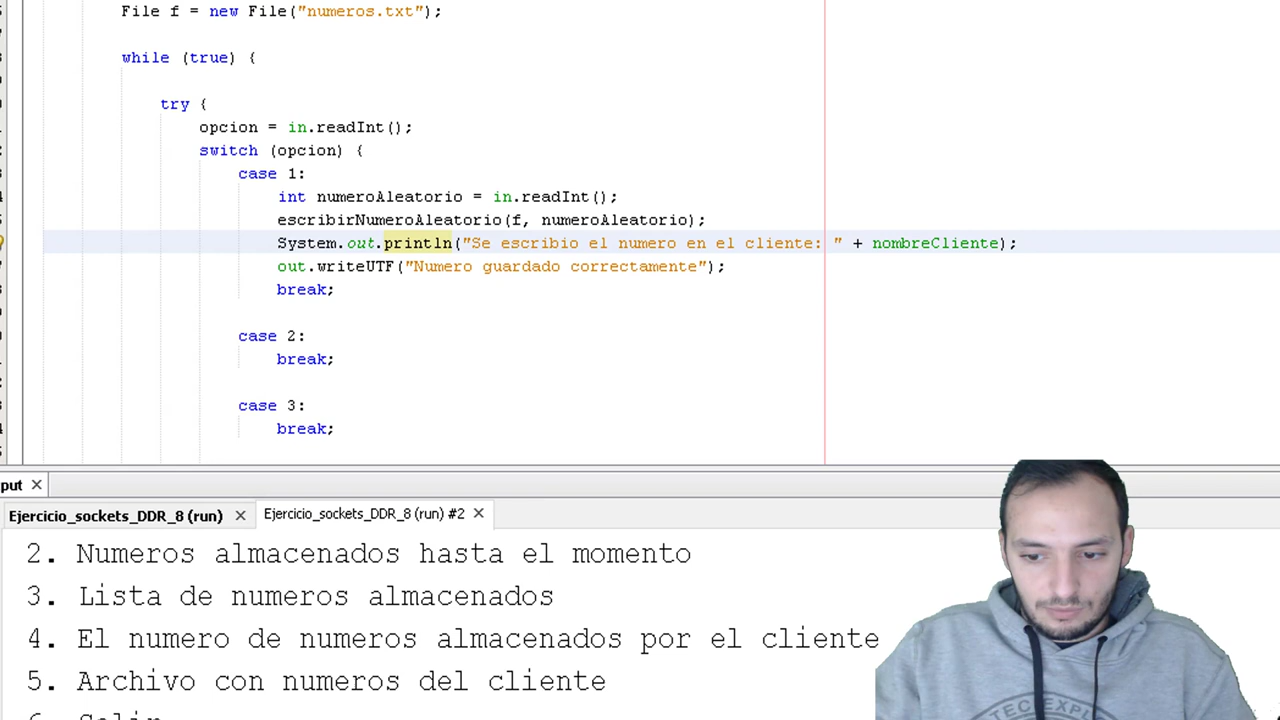 File f = new File("numeros.txt");
while (true) {
try {
opcion = in.readInt();
switch (opcion) {
case 1:
int numeroAleatorio = in.readInt();
escribirNumeroAleatorio(f, numeroAleatorio);
System.out.println("Se escribio el numero en el cliente: " + nombreCliente);
out.writeUTF("Numero guardado correctamente");
break;
case 2:
break;
case 3:
break;
put
Ejercicio_sockets_DDR_8 (run)
Ejercicio_sockets_DDR_8 (run) #2
2. Numeros almacenados hasta el momento
3. Lista de numeros almacenados
4. El numero de numeros almacenados por el cliente
5. Archivo con numeros del cliente
6. Salir